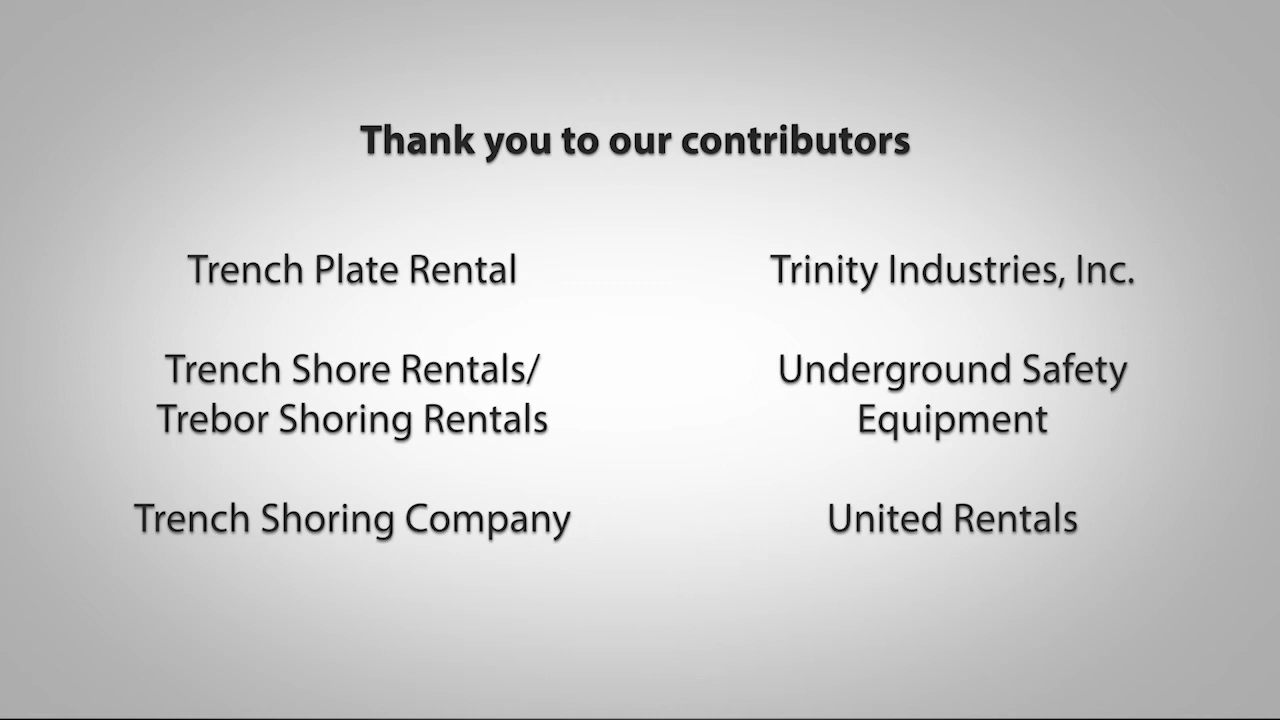 Thank you to our contributors
Trench Plate Rental
Trench Shore Rentals/
Trebor Shoring Rentals
Trench Shoring Company
Trinity Industries, Inc.
Underground Safety
Equipment
United Rentals